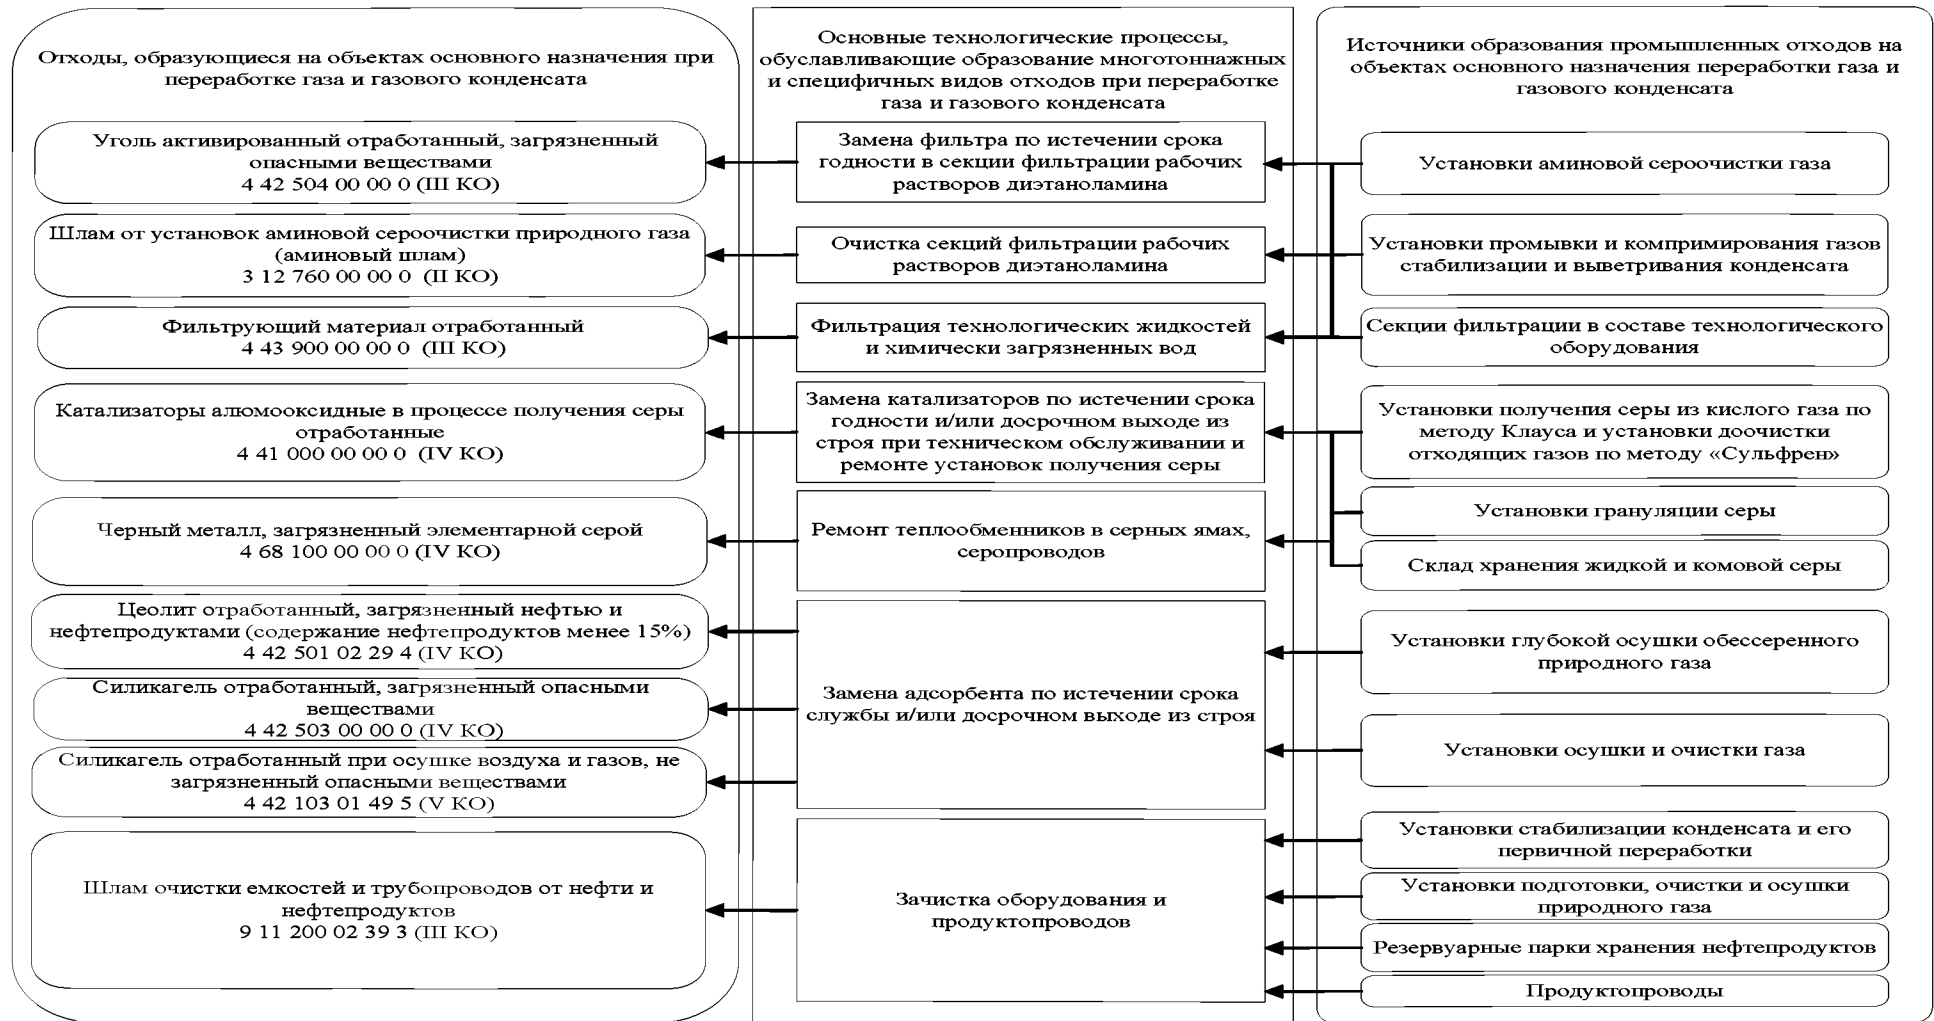 Отходы, образующиеся на объектах основного назначения при
переработке газа и газового конденсата
Уголь активированный отработанный, загрязненный
опасными веществами
4 42 504 00 00 0 (III КО)
Шлам от установок аминовой сероочистки природного газа
(аминовый шлам)
3 12 760 00 00 0 (II КО)
Фильтрующий материал отработанный
4 43 900 00 00 0 (III КО)
Катализаторы алюмооксидные в процессе получения серы
отработанные
4 41 000 00 00 0 (IV КО)
Черный металл, загрязненный элементарной серой
4 68 100 00 00 0 (IV КО)
Цеолит отработанный, загрязненный нефтью и
нефтепродуктами (содержание нефтепродуктов менее 15%)
4 42 501 02 29 4 (IV КО)
Силикагель отработанный, загрязненный опасными
веществами
4 42 503 00 00 0 (IV КО)
Силикагель отработанный при осушке воздуха и газов, не
загрязненный опасными веществами
4 42 103 01 49 5 (V КО)
Шлам очистки емкостей и трубопроводов от нефти и
нефтепродуктов
9 11 200 02 39 3 (III КО)
Основные технологические процессы,
обуславливающие образование многотоннажных
и специфичных видов отходов при переработке
газа и газового конденсата
Замена фильтра по истечении срока
годности в секции фильтрации рабочих
растворов диэтаноламина
Очистка секций фильтрации рабочих
растворов диэтаноламина
Фильтрация технологических жидкостей
и химически загрязненных вод
Замена катализаторов по истечении срока
годности и/или досрочном выходе из
строя при техническом обслуживании и
ремонте установок получения серы
Ремонт теплообменников в серных ямах,
серопроводов
Замена адсорбента по истечении срока
службы и/или досрочном выходе из строя
Зачистка оборудования и
продуктопроводов
Источники образования промышленных отходов на
объектах основного назначения переработки газа и
газового конденсата
Установки аминовой сероочистки газа
Установки промывки и компримирования газов
стабилизации и выветривания конденсата
Секции фильтрации в составе технологического
оборудования
Установки получения серы из кислого газа по
методу Клауса и установки доочистки
отходящих газов по методу «Сульфрен»
Установки грануляции серы
Склад хранения жидкой и комовой серы
Установки глубокой осушки обессеренного
природного газа
Установки осушки и очистки газа
Установки стабилизации конденсата и его
первичной переработки
Установки подготовки, очистки и осушки
природного газа
Резервуарные парки хранения нефтепродуктов
Продуктопроводы